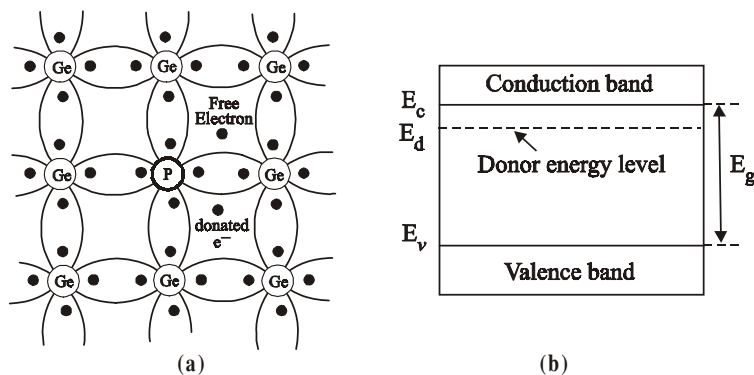 Ge Ge Ge
Free
Electron
Ge P Ge
donated
e⁻
Ge Ge Ge
(a)
Conduction band
E_c
E_d
Donor energy level
E_g
E_v
Valence band
(b)